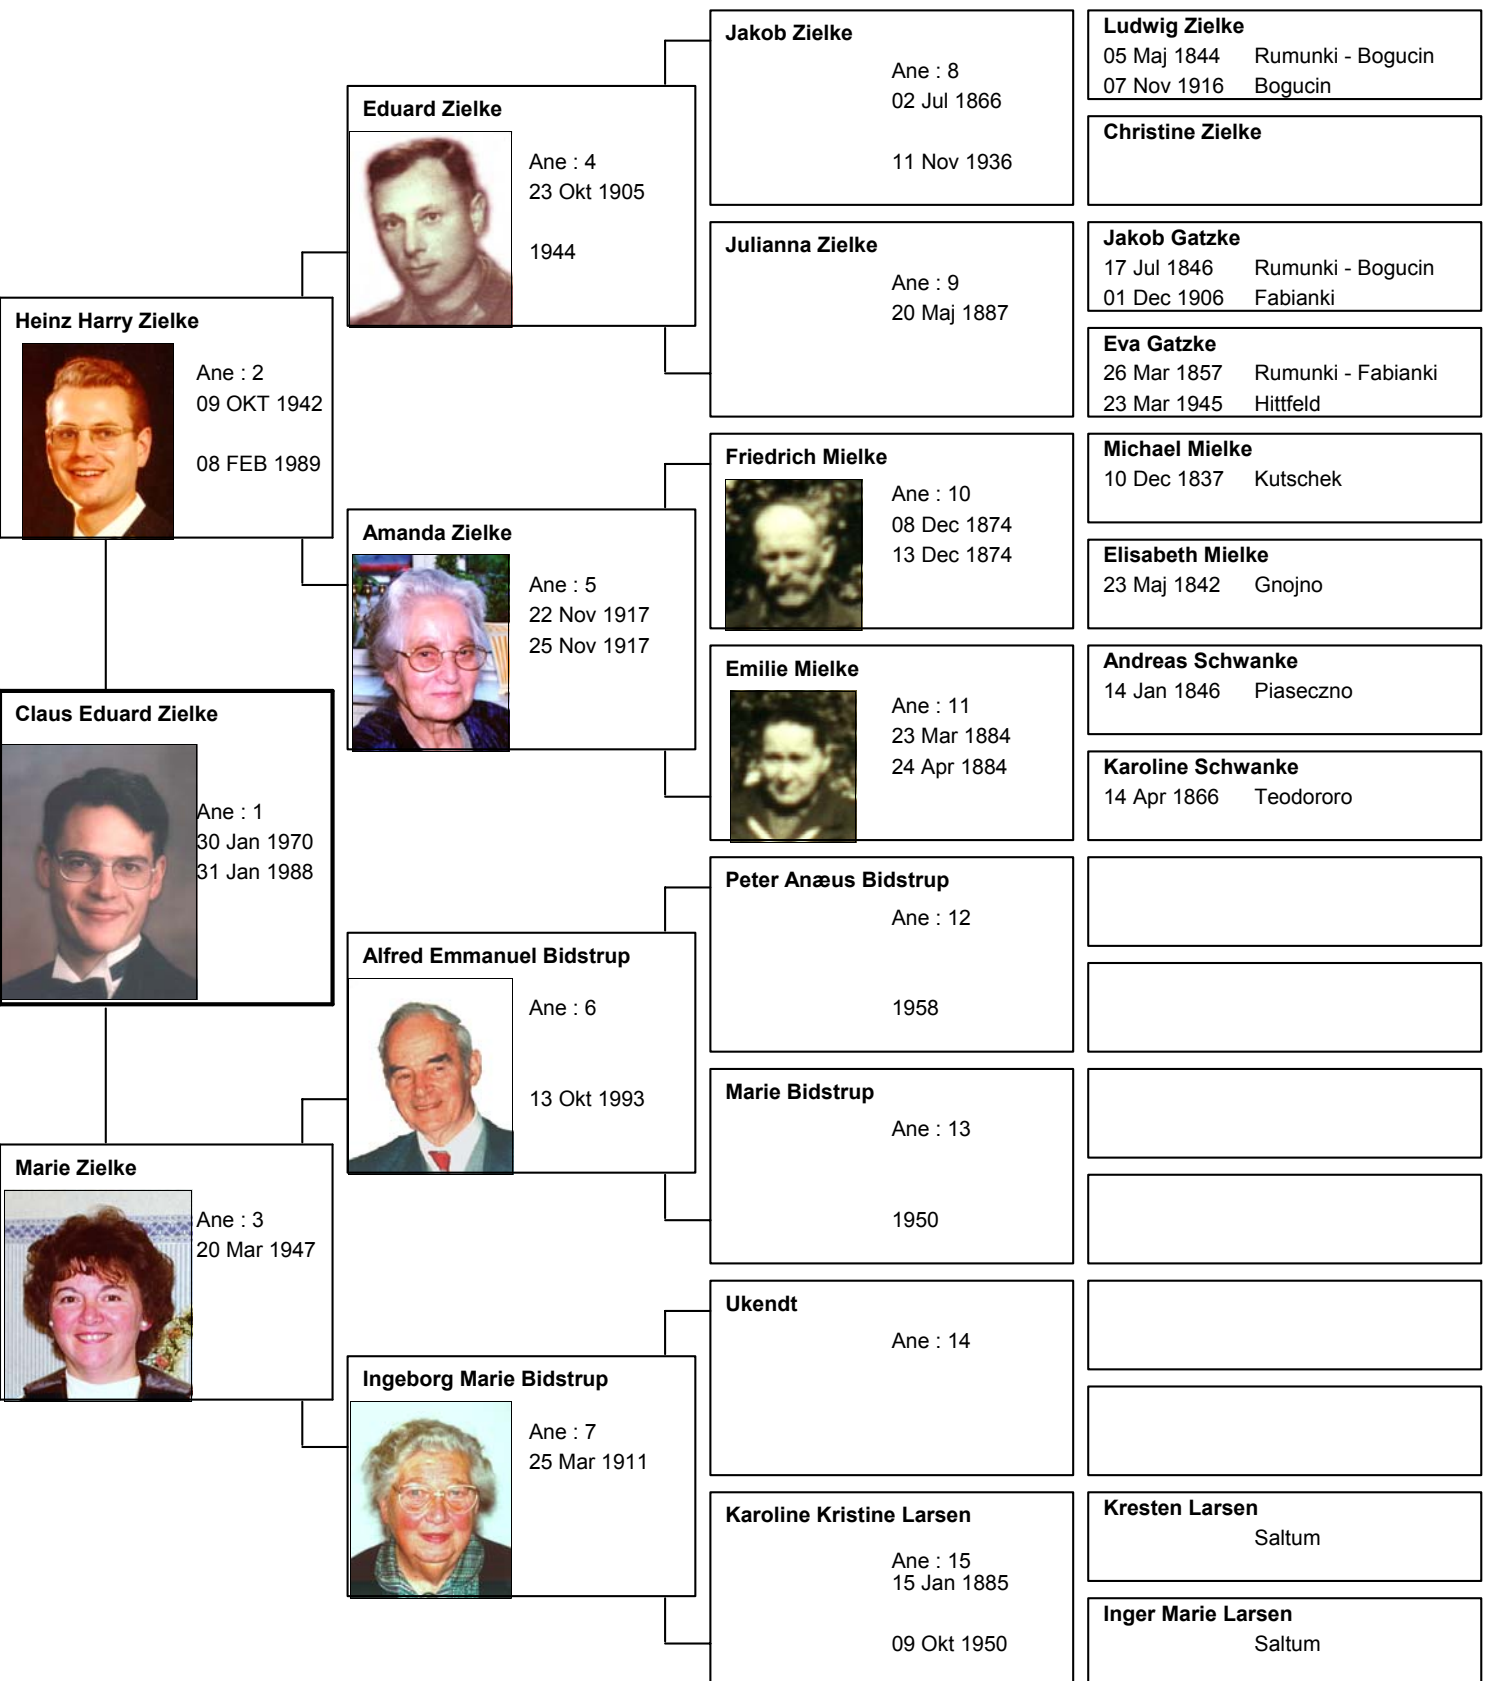 Heinz Harry Zielke
Ane : 2
09 OKT 1942
08 FEB 1989
Claus Eduard Zielke
Ane : 1
30 Jan 1970
31 Jan 1988
Marie Zielke
Ane : 3
20 Mar 1947
Eduard Zielke
Ane : 4
23 Okt 1905
1944
Amanda Zielke
Ane : 5
22 Nov 1917
25 Nov 1917
Alfred Emmanuel Bidstrup
Ane : 6
13 Okt 1993
Ingeborg Marie Bidstrup
Ane : 7
25 Mar 1911
Jakob Zielke
Ane : 8
02 Jul 1866
11 Nov 1936
Julianna Zielke
Ane : 9
20 Maj 1887
Friedrich Mielke
Ane : 10
08 Dec 1874
13 Dec 1874
Emilie Mielke
Ane : 11
23 Mar 1884
24 Apr 1884
Peter Anæus Bidstrup
Ane : 12
1958
Marie Bidstrup
Ane : 13
1950
Ukendt
Ane : 14
Karoline Kristine Larsen
Ane : 15
15 Jan 1885
09 Okt 1950
Ludwig Zielke
05 Maj 1844 Rumunki - Bogucin
07 Nov 1916 Bogucin
Christine Zielke
Jakob Gatzke
17 Jul 1846 Rumunki - Bogucin
01 Dec 1906 Fabianki
Eva Gatzke
26 Mar 1857 Rumunki - Fabianki
23 Mar 1945 Hittfeld
Michael Mielke
10 Dec 1837 Kutschek
Elisabeth Mielke
23 Maj 1842 Gnojno
Andreas Schwanke
14 Jan 1846 Piaseczno
Karoline Schwanke
14 Apr 1866 Teodororo
Kresten Larsen
Saltum
Inger Marie Larsen
Saltum